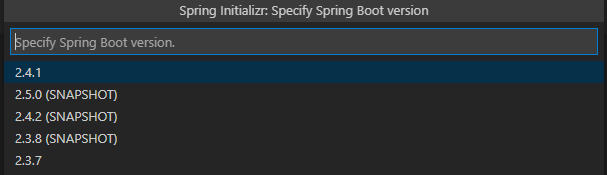 Spring Initializr: Specify Spring Boot version
Specify Spring Boot version.
2.4.1
2.5.0 (SNAPSHOT)
2.4.2 (SNAPSHOT)
2.3.8 (SNAPSHOT)
2.3.7